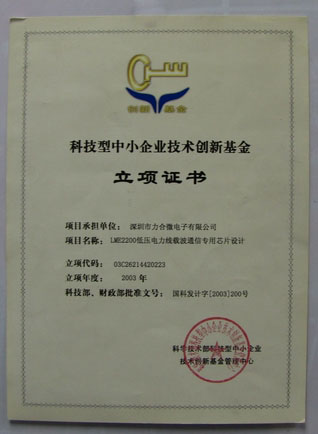 创新 基金
科技型中小企业技术创新基金
立项证书
项目承担单位：深圳市力合微电子有限公司
项目名称：LME2200低压电力线载波通信专用芯片设计
立项代码：03C26214420223
立项年度：2003 年
科技部、财政部批准文号：国科发计字[2003]200号
科学技术部科技型中小企业
技术创新基金管理中心